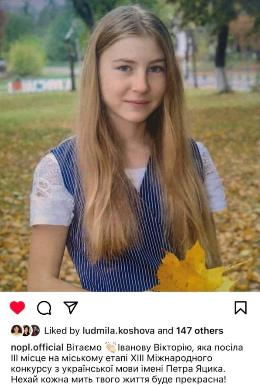 Liked by ludmila.koshova and 147 others
nopl.official Вітаємо 👏🏻Іванову Вікторію, яка посіла
ІІІ місце на міському етапі ХІІІ Міжнародного
конкурсу з української мови імені Петра Яцика.
Нехай кожна мить твого життя буде прекрасна!